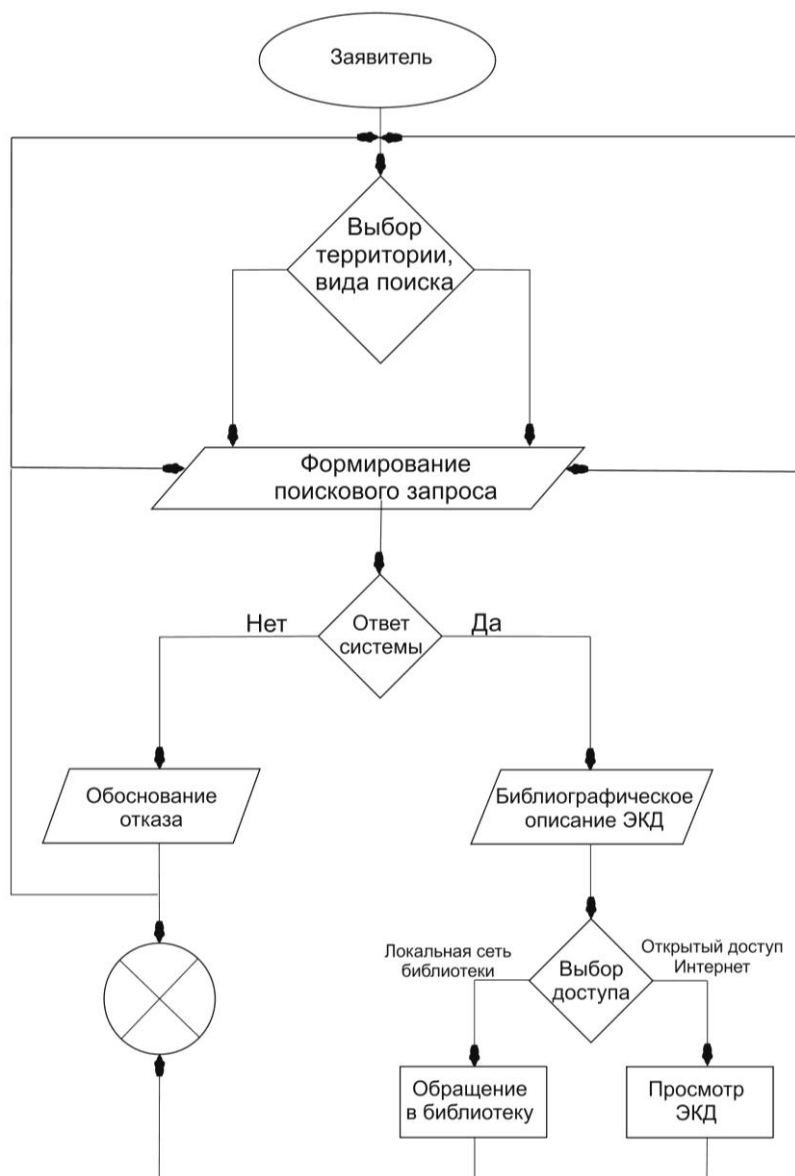 Заявитель
Выбор
территории,
вида поиска
Формирование
поискового запроса
Ответ
системы
Нет
Да
Обоснование
отказа
Библиографическое
описание ЭКД
Локальная сеть
библиотеки
Выбор
доступа
Открытый доступ
Интернет
Обращение
в библиотеку
Просмотр
ЭКД